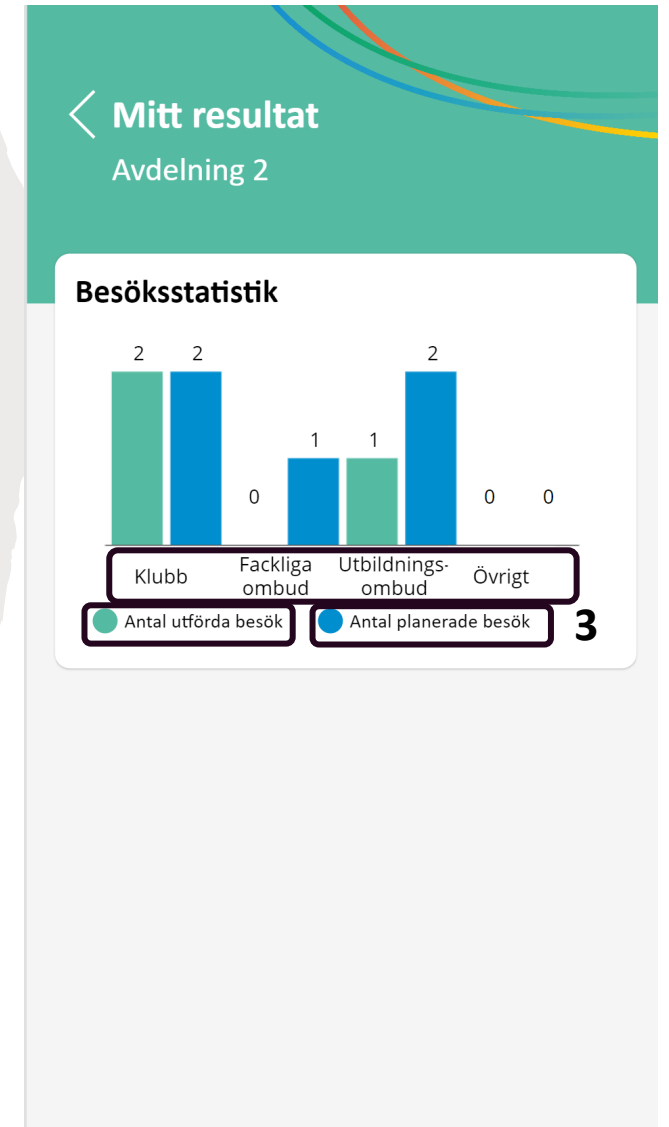 Mitt resultat
Avdelning 2
Besöksstatistik
2 2 2
1 1
0 0 0
Klubb Fackliga ombud Utbildnings-ombud Övrigt
Antal utförda besök Antal planerade besök 3